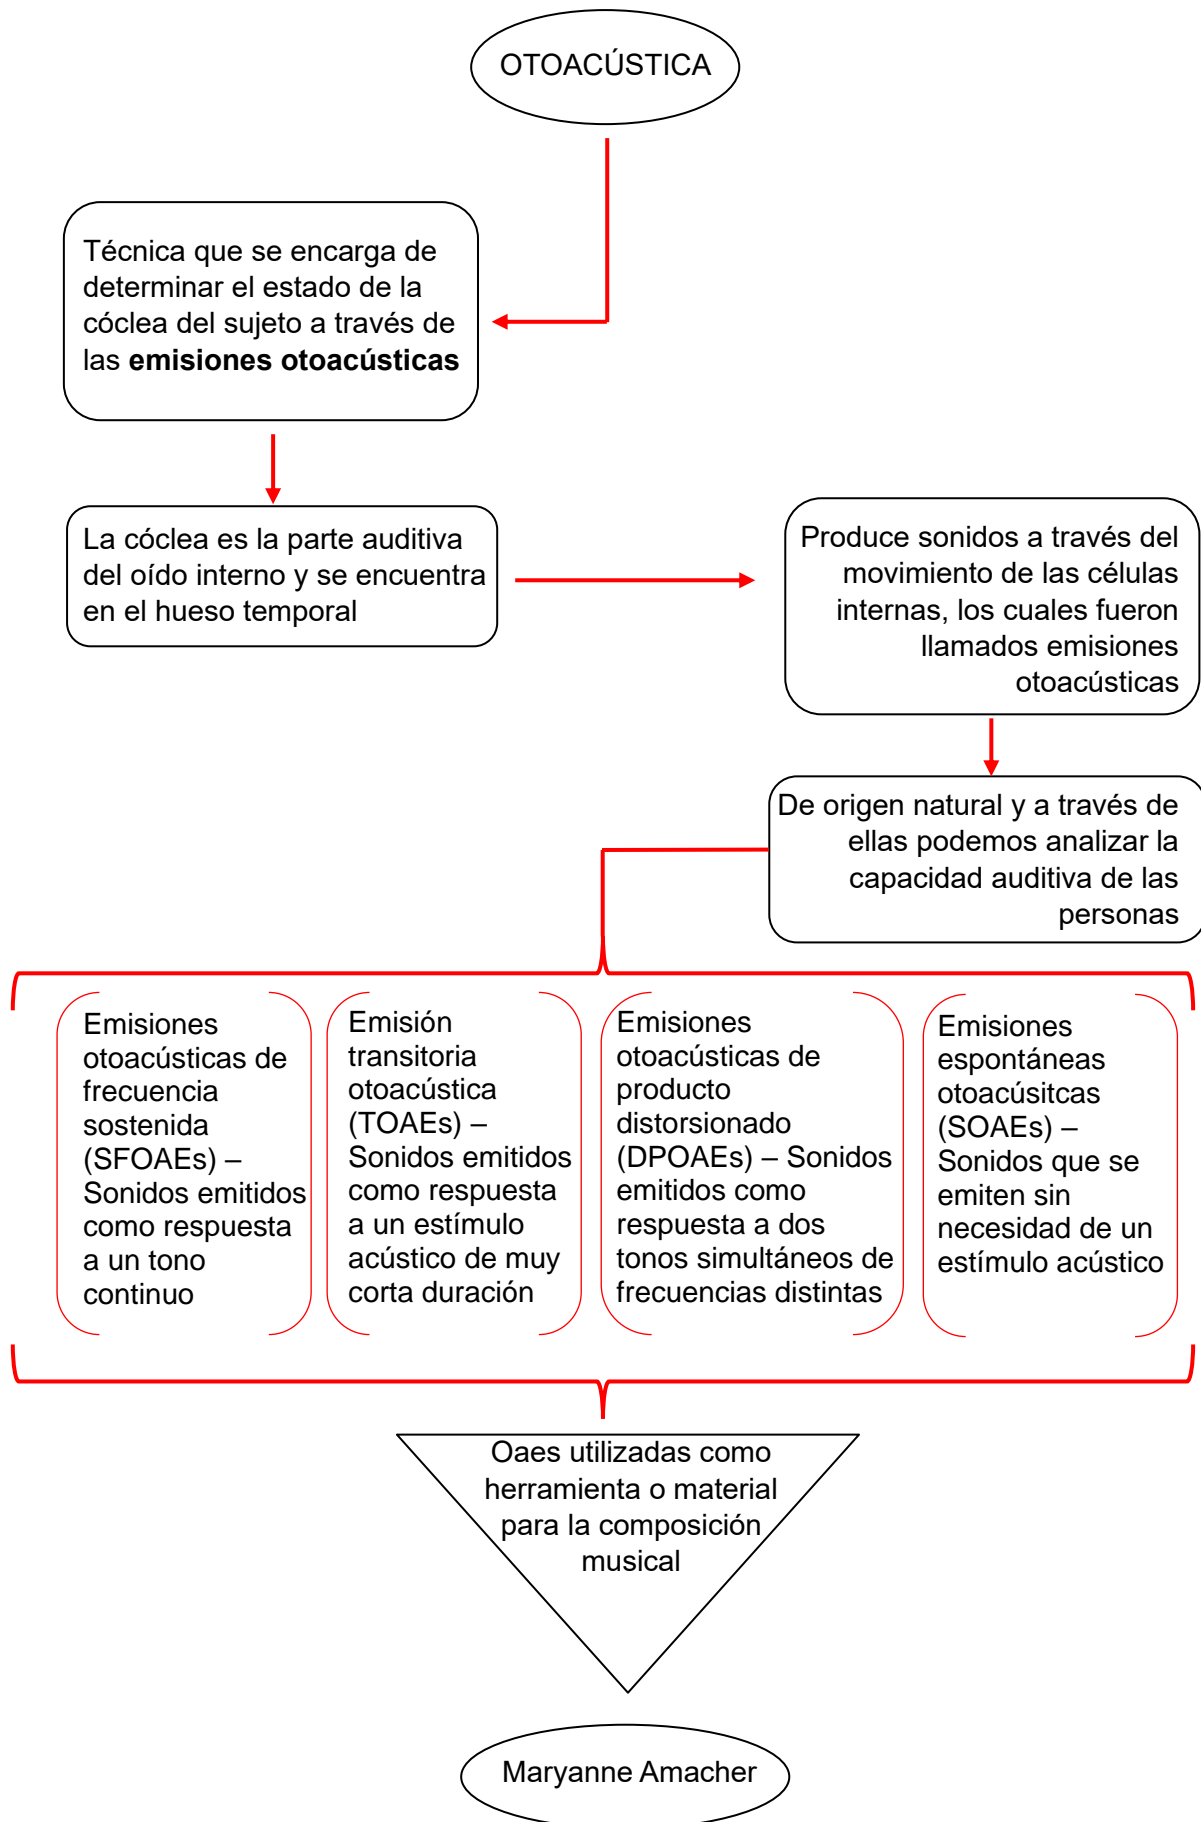 OTOACÚSTICA
Técnica que se encarga de
determinar el estado de la
cóclea del sujeto a través de
las emisiones otoacústicas
La cóclea es la parte auditiva
del oído interno y se encuentra
en el hueso temporal
Produce sonidos a través del
movimiento de las células
internas, los cuales fueron
llamados emisiones
otoacústicas
De origen natural y a través de
ellas podemos analizar la
capacidad auditiva de las
personas
Emisiones
otoacústicas de
frecuencia
sostenida
(SFOAEs) –
Sonidos emitidos
como respuesta
a un tono
continuo
Emisión
transitoria
otoacústica
(TOAEs) –
Sonidos emitidos
como respuesta
a un estímulo
acústico de muy
corta duración
Emisiones
otoacústicas de
producto
distorsionado
(DPOAEs) – Sonidos
emitidos como
respuesta a dos
tonos simultáneos de
frecuencias distintas
Emisiones
espontáneas
otoacúsitcas
(SOAEs) –
Sonidos que se
emiten sin
necesidad de un
estímulo acústico
Oaes utilizadas como
herramienta o material
para la composición
musical
Maryanne Amacher